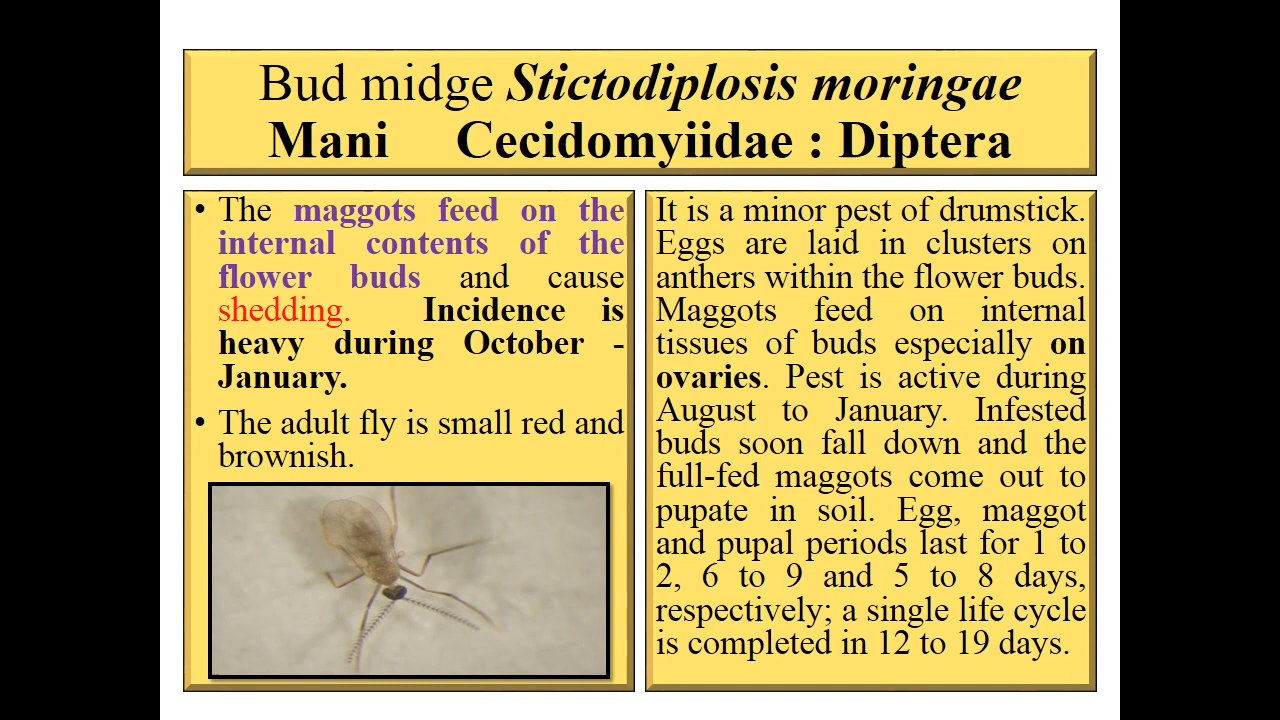 Bud midge Stictodiplosis moringae
Mani Cecidomyiidae : Diptera
• The maggots feed on the
internal contents of the
flower buds and cause
shedding. Incidence is
heavy during October -
January.
• The adult fly is small red and
brownish.
It is a minor pest of drumstick.
Eggs are laid in clusters on
anthers within the flower buds.
Maggots feed on internal
tissues of buds especially on
ovaries. Pest is active during
August to January. Infested
buds soon fall down and the
full-fed maggots come out to
pupate in soil. Egg, maggot
and pupal periods last for 1 to
2, 6 to 9 and 5 to 8 days,
respectively; a single life cycle
is completed in 12 to 19 days.